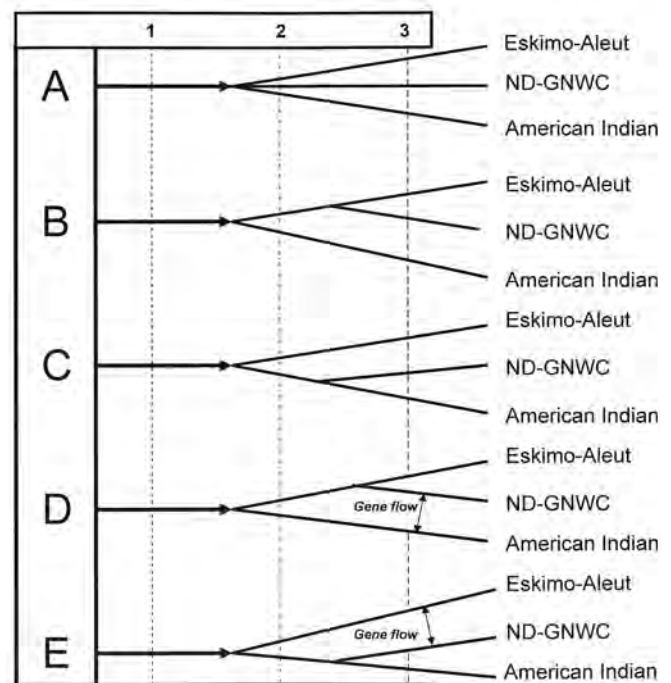 1 2 3
A
Eskimo-Aleut
ND-GNWC
American Indian
B
Eskimo-Aleut
ND-GNWC
American Indian
C
Eskimo-Aleut
ND-GNWC
American Indian
D
Eskimo-Aleut
Gene flow
ND-GNWC
American Indian
E
Eskimo-Aleut
Gene flow
ND-GNWC
American Indian